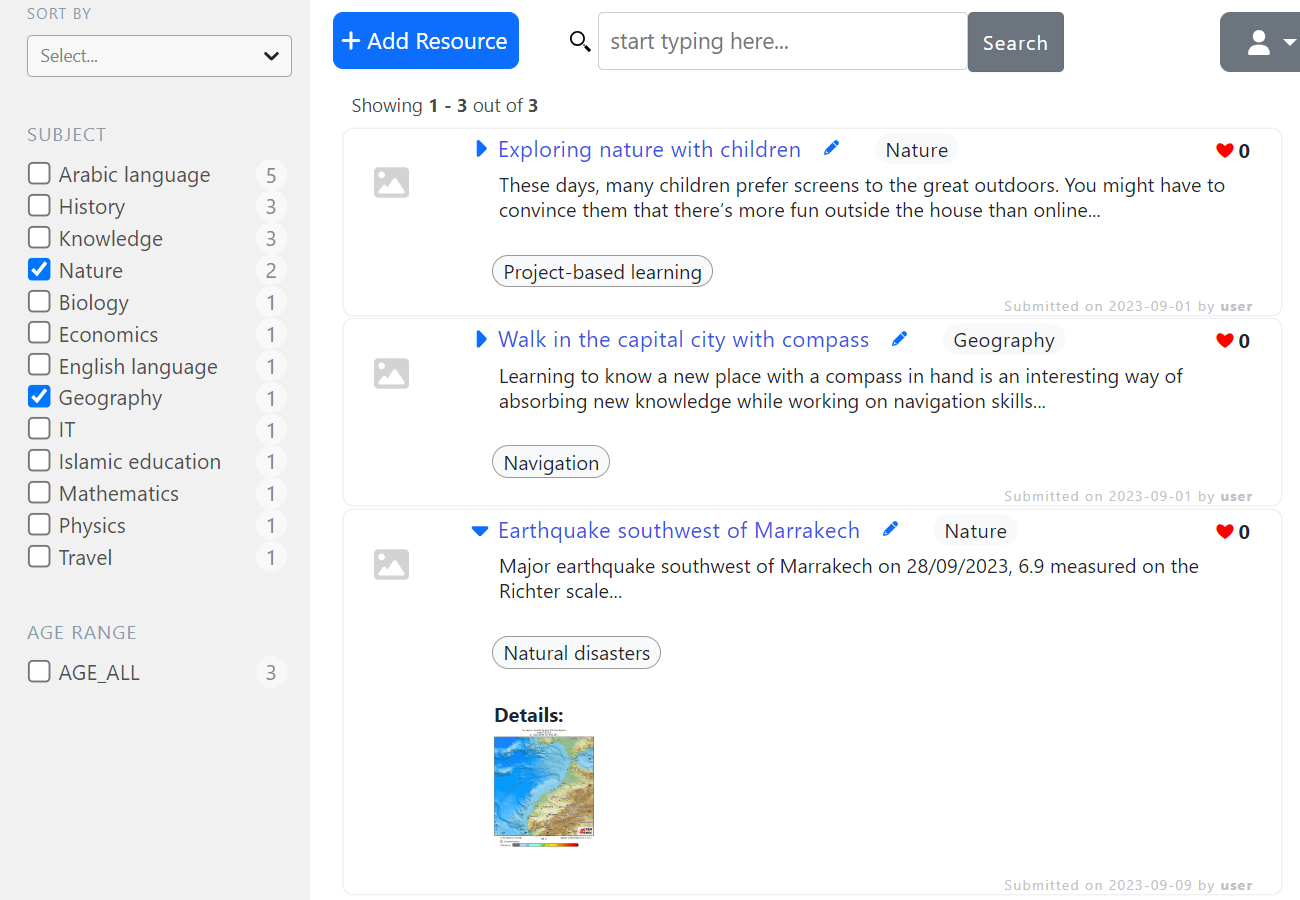 SORT BY
Select...
SUBJECT
Arabic language 5
History 3
Knowledge 3
Nature 2
Biology 1
Economics 1
English language 1
Geography 1
IT 1
Islamic education 1
Mathematics 1
Physics 1
Travel 1
AGE RANGE
AGE_ALL 3
+ Add Resource
start typing here...
Search
Showing 1 - 3 out of 3
Exploring nature with children Nature 0
These days, many children prefer screens to the great outdoors. You might have to
convince them that there’s more fun outside the house than online...
Project-based learning
Submitted on 2023-09-01 by user
Walk in the capital city with compass Geography 0
Learning to know a new place with a compass in hand is an interesting way of
absorbing new knowledge while working on navigation skills...
Navigation
Submitted on 2023-09-01 by user
Earthquake southwest of Marrakech Nature 0
Major earthquake southwest of Marrakech on 28/09/2023, 6.9 measured on the
Richter scale...
Natural disasters
Details:
Submitted on 2023-09-09 by user